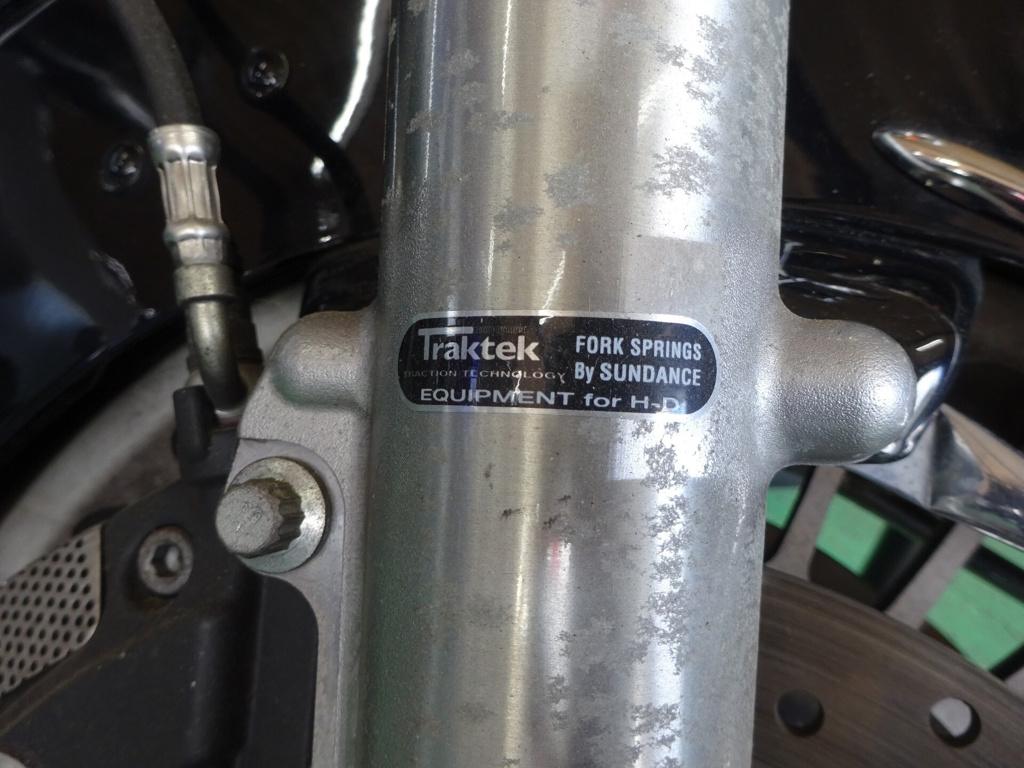 Traktek
TRACTION TECHNOLOGY
FORK SPRINGS
By SUNDANCE
EQUIPMENT for H-D